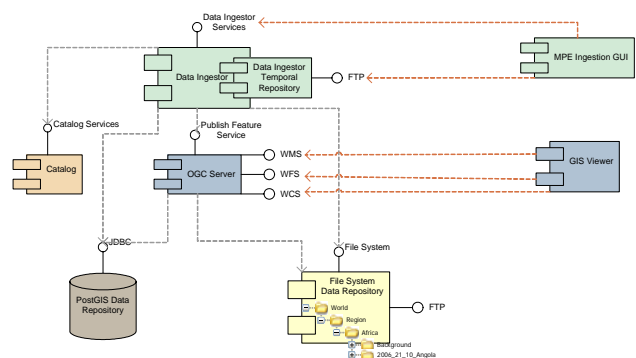 Data Ingestor
Services
MPE Ingestion GUI
Data Ingestor
Data Ingestor
Temporal
Repository
FTP
Catalog Services
Publish Feature
Service
Catalog
OGC Server
WMS
WFS
WCS
GIS Viewer
JDBC
File System
PostGIS Data
Repository
File System
Data Repository
FTP
World
Region
Africa
Background
2006_21_10_Angola